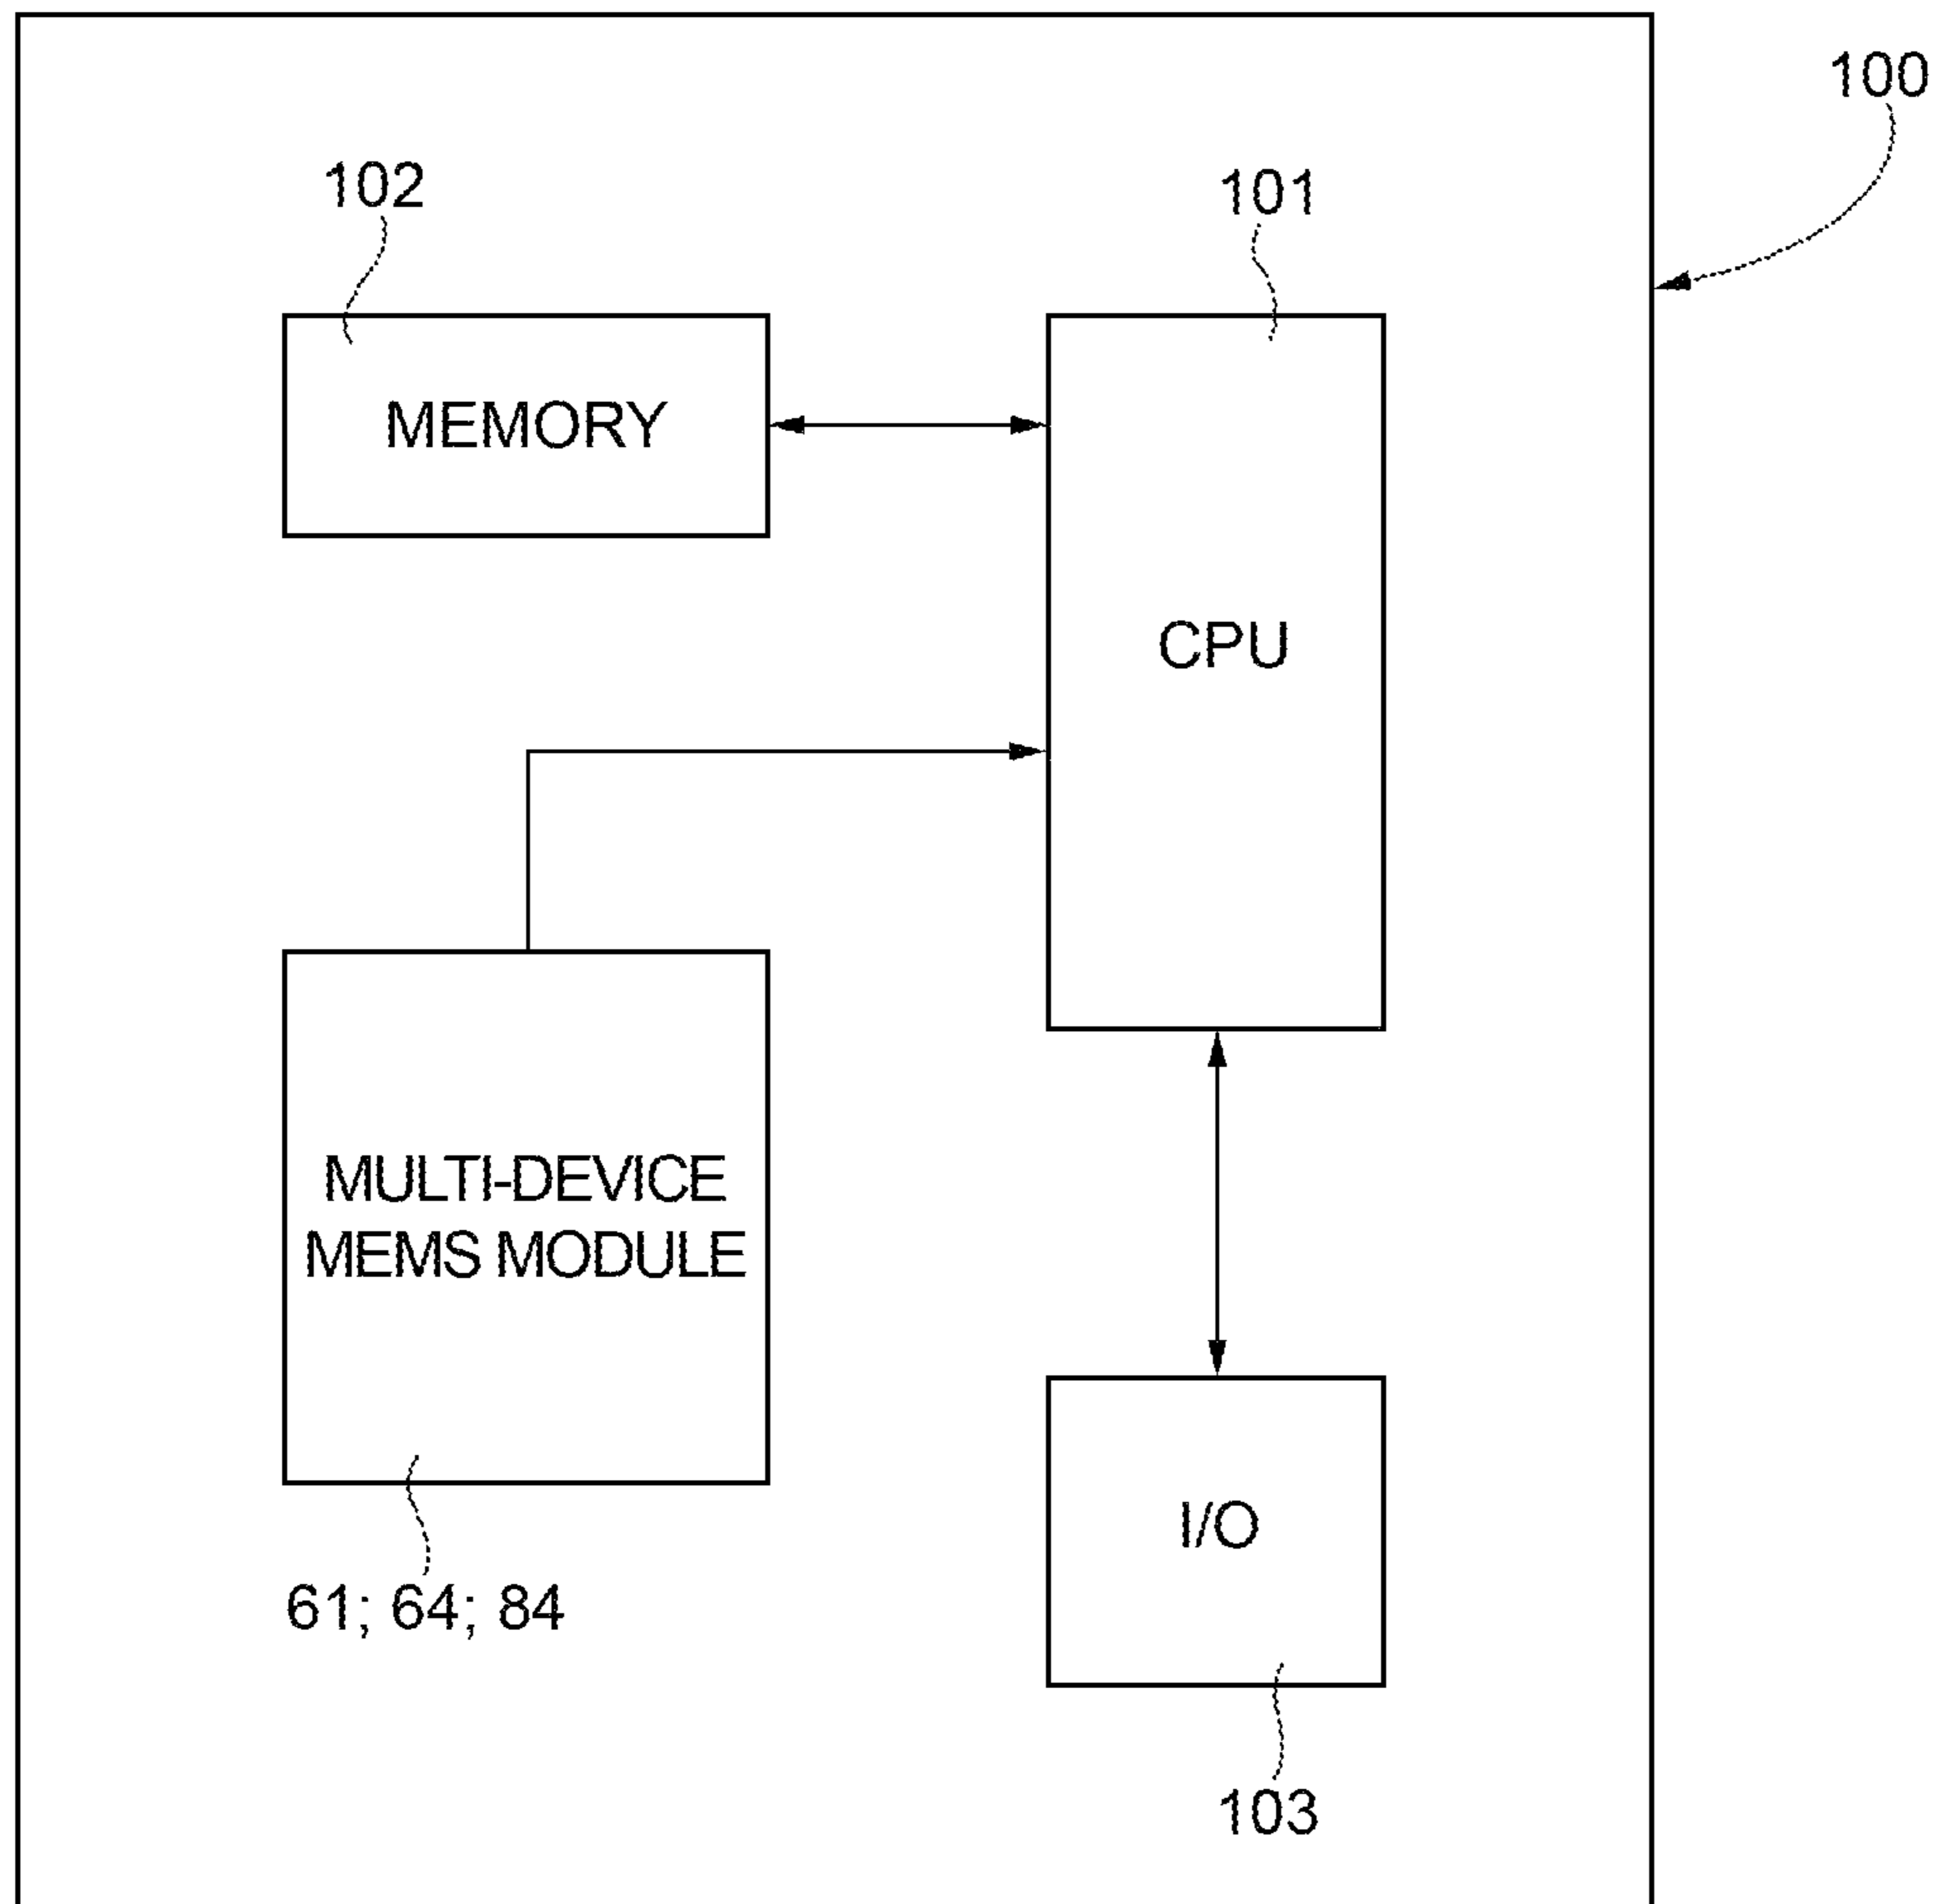 100
102
101
MEMORY
CPU
MULTI-DEVICE
MEMS MODULE
I/O
61; 64; 84
103